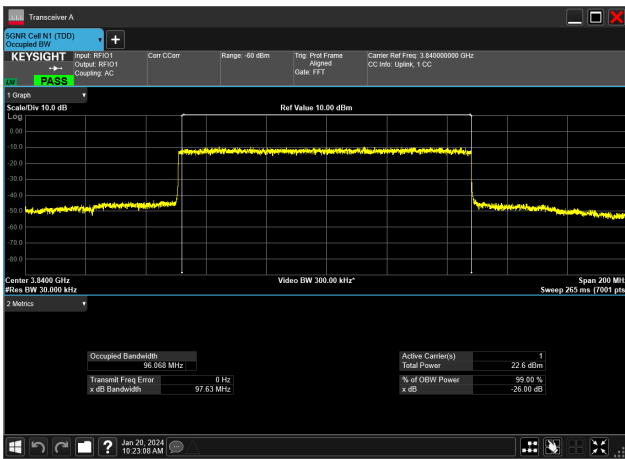 Transceiver A
5GNR Cell N1 (TDD)
Occupied BW
KEYSIGHT
LXI
PASS
Input: RFIO1
Output: RFIO1
Coupling: AC
Corr CCorr
Range: -60 dBm
Trig: Prot Frame
Aligned
Gate: FFT
Carrier Ref Freq: 3.840000000 GHz
CC Info: Uplink, 1 CC
1 Graph
Scale/Div 10.0 dB
Ref Value 10.00 dBm
Log
0.00
-10.0
-20.0
-30.0
-40.0
-50.0
-60.0
-70.0
-80.0
Center 3.8400 GHz
Video BW 300.00 kHz*
Span 200 MHz
#Res BW 30.000 kHz
Sweep 265 ms (7001 pts
2 Metrics
Occupied Bandwidth
96.068 MHz
Transmit Freq Error 0 Hz
x dB Bandwidth 97.63 MHz
Active Carrier(s) 1
Total Power 22.6 dBm
% of OBW Power 99.00 %
x dB -26.00 dB
Jan 20, 2024
10:23:08 AM